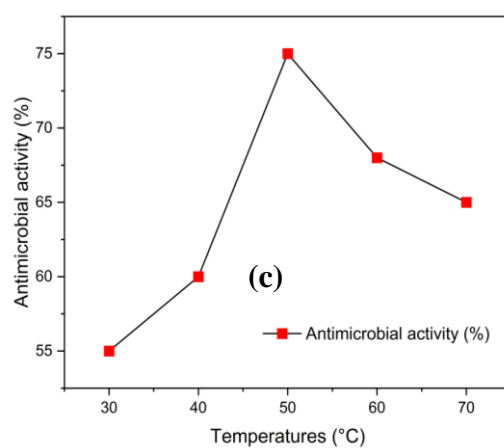 75
70
65
60
55
Antimicrobial activity (%)
(c)
Antimicrobial activity (%)
30 40 50 60 70
Temperatures (°C)